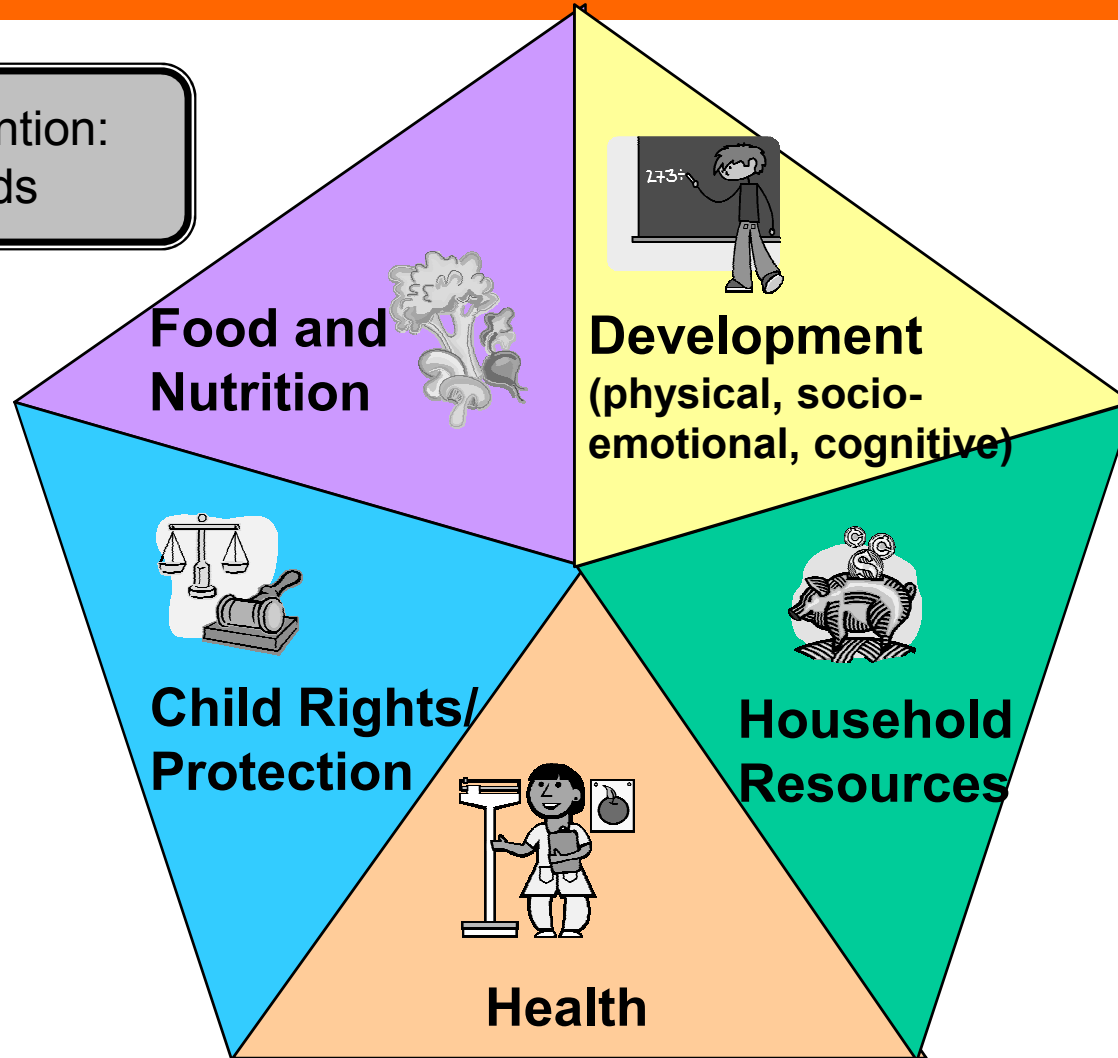 ntion:
ds
273÷
Food and
Nutrition
Development
(physical, socio-
emotional, cognitive)
Child Rights/
Protection
C C
S
Household
Resources
Health